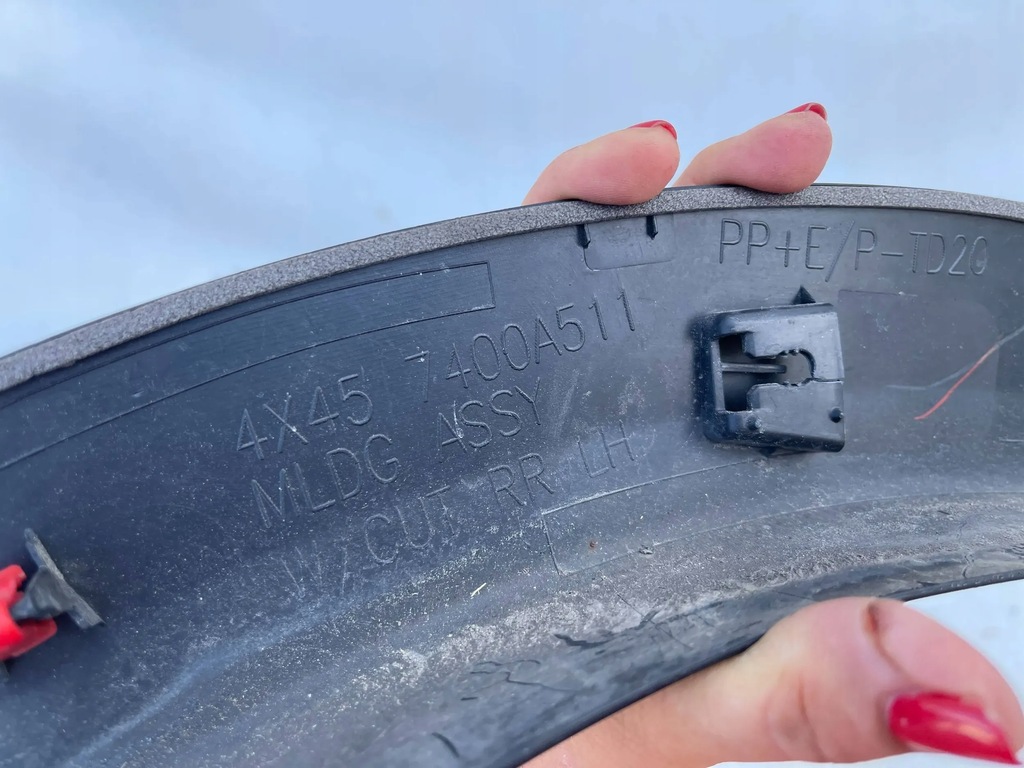 PP+E/P-TD20
4X45 7400A511
MLDG ASSY
W/CUT RR LH